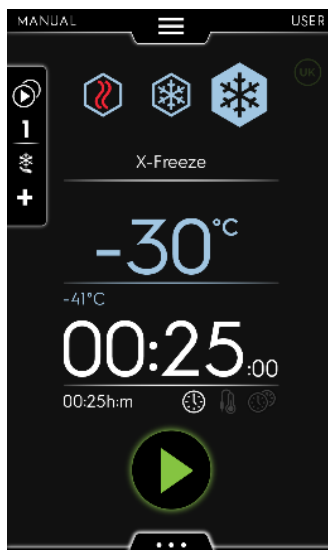 MANUAL USER
UK
1
X-Freeze
-30°C
-41°C
00:25:00
00:25h:m